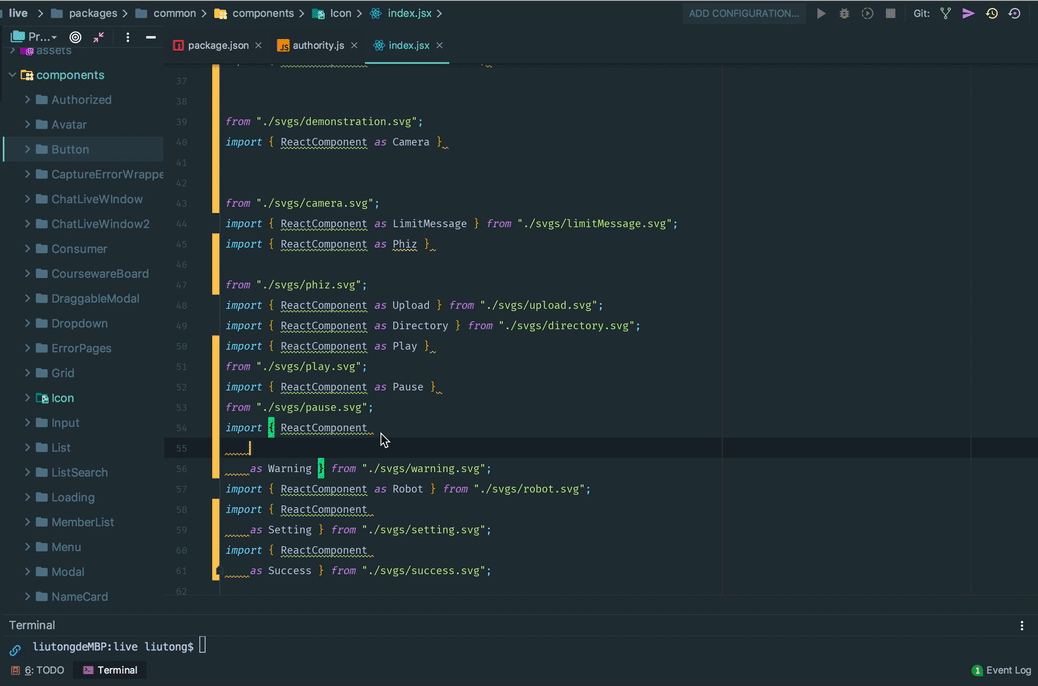 live > packages > common > components > Icon > index.jsx >
ADD CONFIGURATION...
Git:
Pr...
package.json
authority.js
index.jsx
assets
components
Authorized
Avatar
Button
CaptureErrorWrappe
ChatLiveWIndow
ChatLiveWindow2
Consumer
CoursewareBoard
DraggableModal
Dropdown
ErrorPages
Grid
Icon
Input
List
ListSearch
Loading
MemberList
Menu
Modal
NameCard
37
38
39 from "./svgs/demonstration.svg";
40 import { ReactComponent as Camera }
41
42
43 from "./svgs/camera.svg";
44 import { ReactComponent as LimitMessage } from "./svgs/limitMessage.svg";
45 import { ReactComponent as Phiz }
46
47 from "./svgs/phiz.svg";
48 import { ReactComponent as Upload } from "./svgs/upload.svg";
49 import { ReactComponent as Directory } from "./svgs/directory.svg";
50 import { ReactComponent as Play }
51 from "./svgs/play.svg";
52 import { ReactComponent as Pause }
53 from "./svgs/pause.svg";
54 import { ReactComponent
55
56 as Warning } from "./svgs/warning.svg";
57 import { ReactComponent as Robot } from "./svgs/robot.svg";
58 import { ReactComponent
59 as Setting } from "./svgs/setting.svg";
60 import { ReactComponent
61 as Success } from "./svgs/success.svg";
62
Terminal
liutongdeMBP:live liutong$
6: TODO
Terminal
1 Event Log